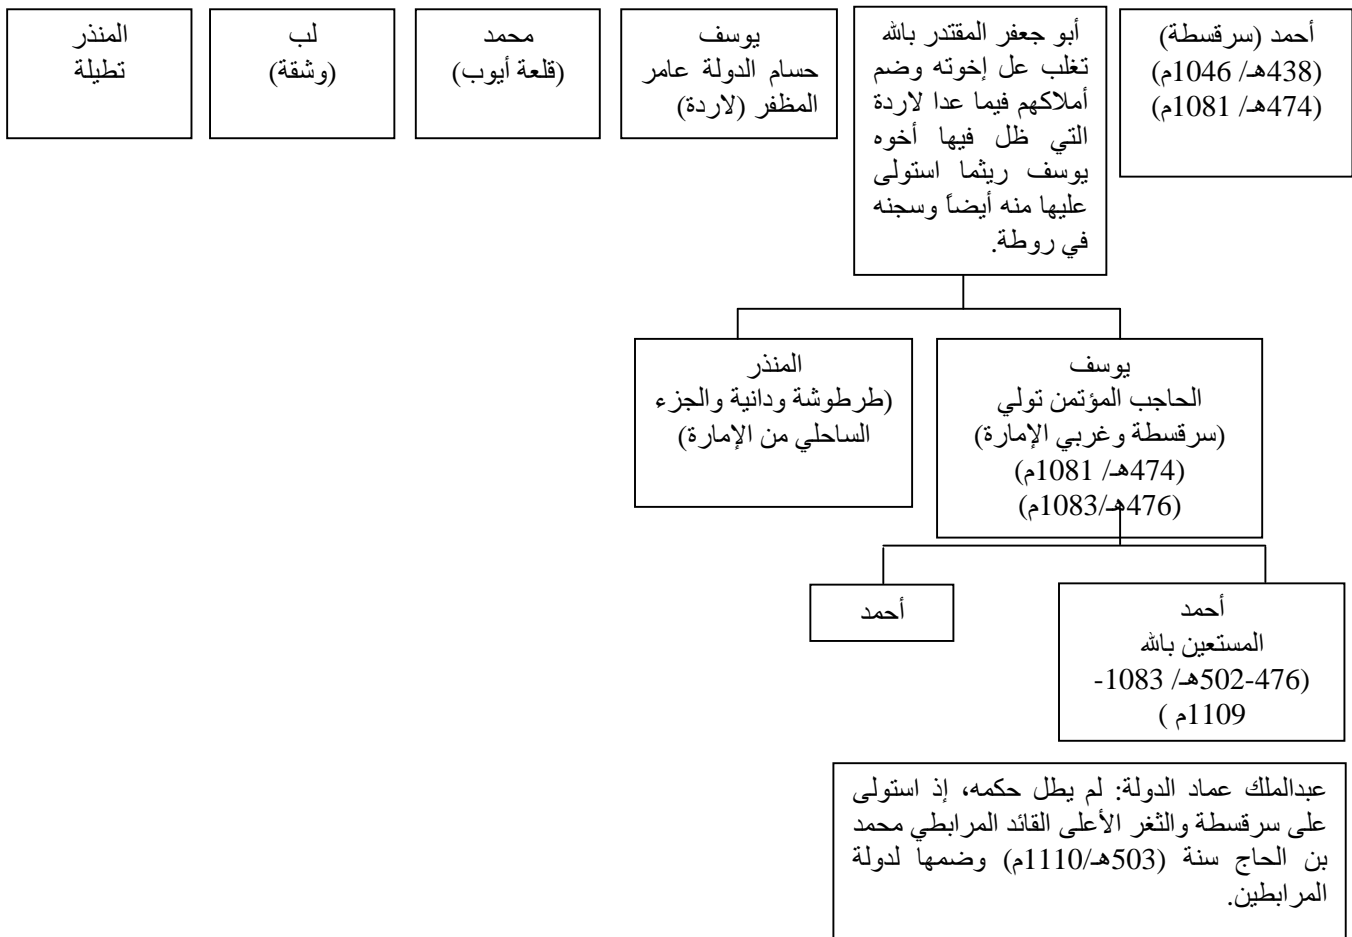 أحمد (سرقسطة)
(438هـ/ 1046م)
(474هـ/ 1081م)
أبو جعفر المقتدر بالله
تغلب عل إخوته وضم
أملاكهم فيما عدا لاردة
التي ظل فيها أخوه
يوسف ريثما استولى
عليها منه أيضاً وسجنه
في روطة.
يوسف
حسام الدولة عامر
المظفر (لاردة)
محمد
(قلعة أيوب)
لب
(وشقة)
المنذر
تطيلة
يوسف
الحاجب المؤتمن تولي
(سرقسطة وغربي الإمارة)
(474هـ/ 1081م)
(476هـ/1083م)
المنذر
(طرطوشة ودانية والجزء
الساحلي من الإمارة)
أحمد
المستعين بالله
(476-502هـ/ 1083-
1109م )
أحمد
عبدالملك عماد الدولة: لم يطل حكمه، إذ استولى
على سرقسطة والثغر الأعلى القائد المرابطي محمد
بن الحاج سنة (503هـ/1110م) وضمها لدولة
المرابطين.